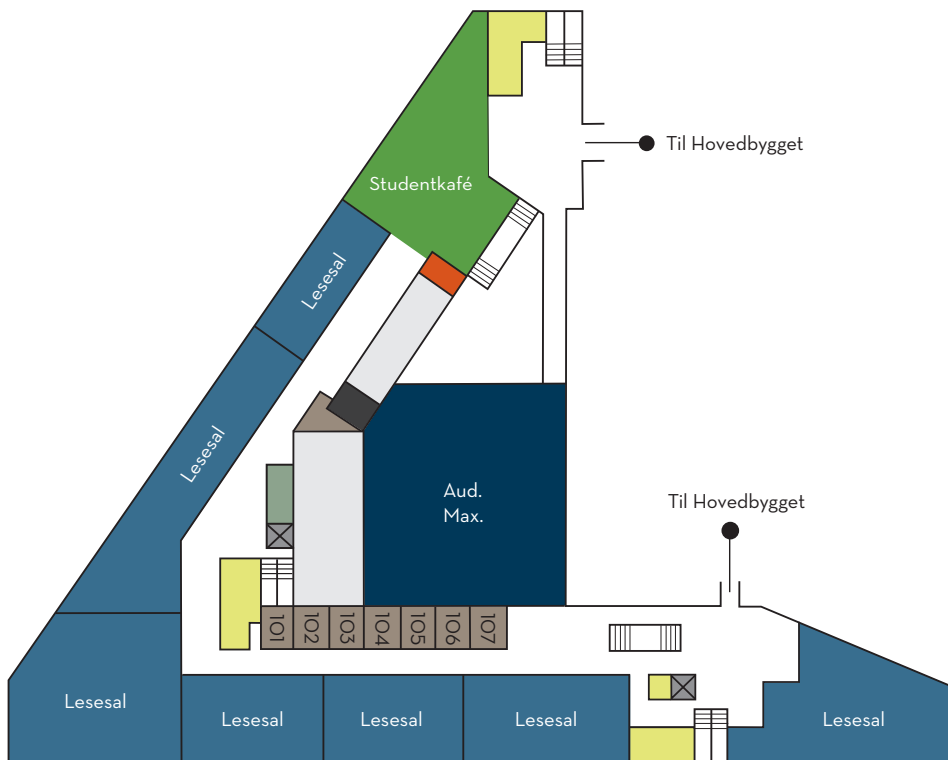 Til Hovedbygget
Studentkafé
Lesesal
Lesesal
Aud.
Max.
Til Hovedbygget
101
102
103
104
105
106
107
Lesesal
Lesesal
Lesesal
Lesesal
Lesesal